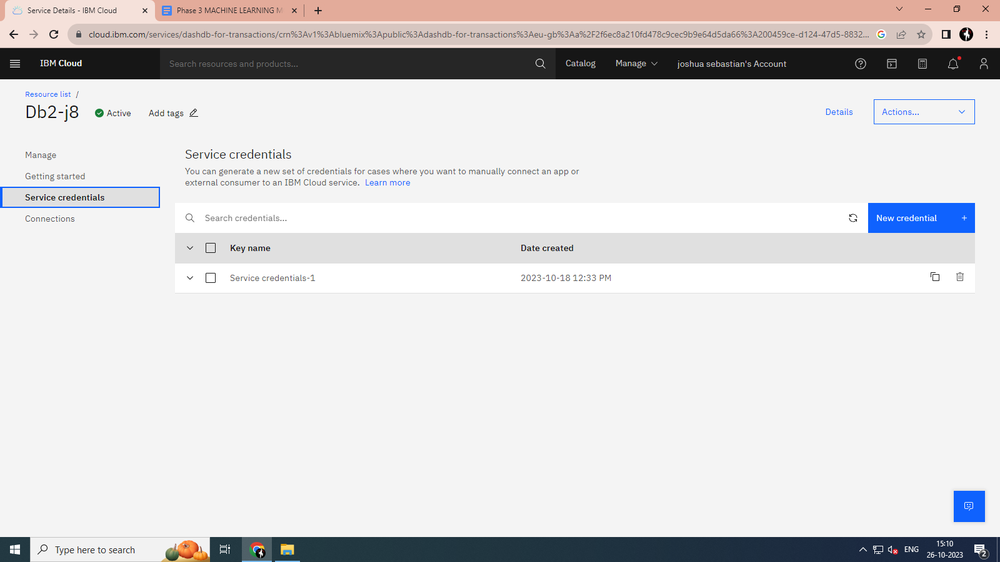 Service Details - IBM Cloud
Phase 3 MACHINE LEARNING M
cloud.ibm.com/services/dashdb-for-transactions/crn%3Av1%3Abluemix%3Apublic%3Adashdb-for-transactions%3Aeu-gb%3Aa%2F2f6ec8a210fd478c9cec9b9e64d5da66%3A200459ce-d124-47d5-8832...
IBM Cloud
Search resources and products...
Catalog
Manage
joshua sebastian's Account
Resource list /
Db2-j8
Active
Add tags
Details
Actions...
Manage
Getting started
Service credentials
Connections
Service credentials
You can generate a new set of credentials for cases where you want to manually connect an app or
external consumer to an IBM Cloud service. Learn more
Search credentials...
New credential +
Key name
Date created
Service credentials-1
2023-10-18 12:33 PM
Type here to search
ENG
15:10
26-10-2023
2